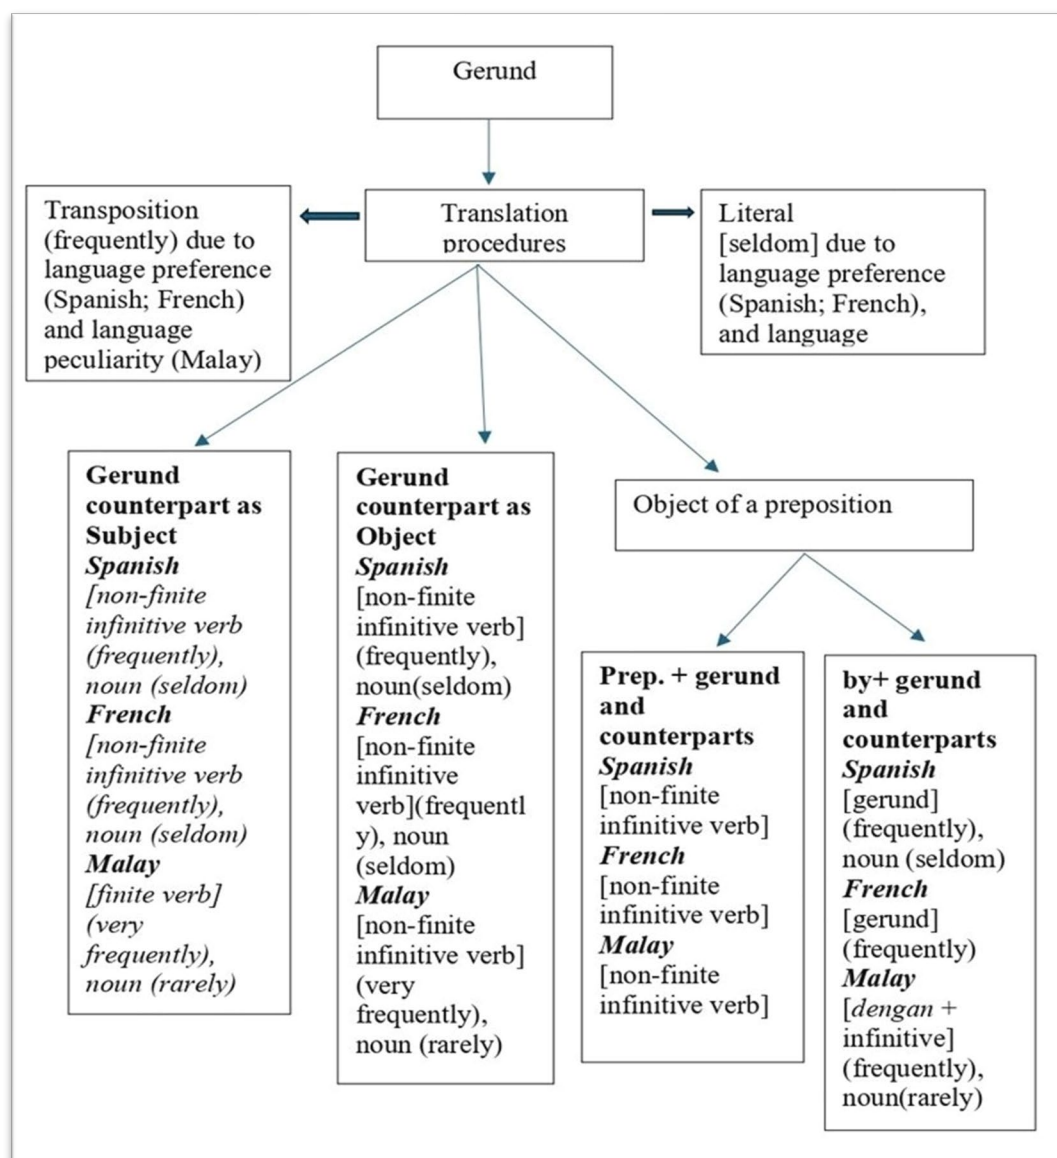 Gerund
Translation
procedures
Transposition
(frequently) due to
language preference
(Spanish; French)
and language
peculiarity (Malay)
Literal
[seldom] due to
language preference
(Spanish; French),
and language
Gerund
counterpart as
Subject
Spanish
[non-finite
infinitive verb
(frequently),
noun (seldom)
French
[non-finite
infinitive verb
(frequently),
noun (seldom)
Malay
[finite verb]
(very
frequently),
noun (rarely)
Gerund
counterpart as
Object
Spanish
[non-finite
infinitive verb]
(frequently),
noun(seldom)
French
[non-finite
infinitive
verb](frequentl
y), noun
(seldom)
Malay
[non-finite
infinitive verb]
(very
frequently),
noun (rarely)
Object of a preposition
Prep. + gerund
and
counterparts
Spanish
[non-finite
infinitive verb]
French
[non-finite
infinitive verb]
Malay
[non-finite
infinitive verb]
by+ gerund
and
counterparts
Spanish
[gerund]
(frequently),
noun (seldom)
French
[gerund]
(frequently)
Malay
[dengan +
infinitive]
(frequently),
noun(rarely)